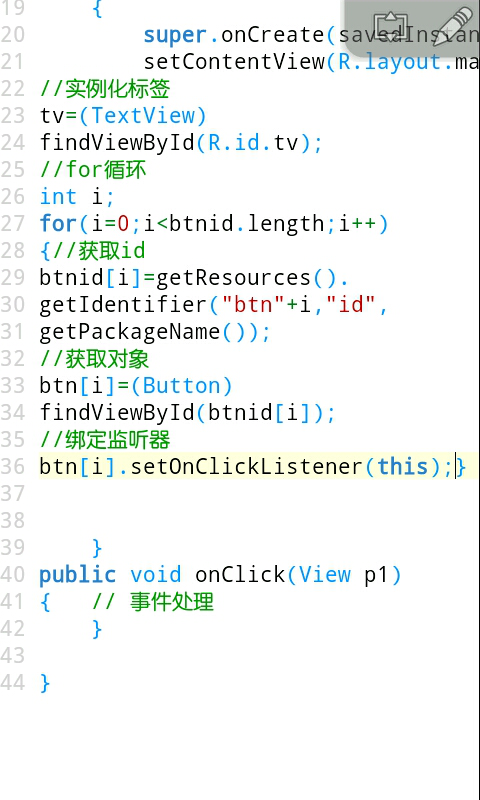 19 {
20 super.onCreate(savedInstan
21 setContentView(R.layout.ma
22 //实例化标签
23 tv=(TextView)
24 findViewById(R.id.tv);
25 //for循环
26 int i;
27 for(i=0;i<btnid.length;i++)
28 {//获取id
29 btnid[i]=getResources().
30 getIdentifier("btn"+i,"id",
31 getPackageName());
32 //获取对象
33 btn[i]=(Button)
34 findViewById(btnid[i]);
35 //绑定监听器
36 btn[i].setOnClickListener(this);}
37
38
39 }
40 public void onClick(View p1)
41 { // 事件处理
42 }
43
44 }